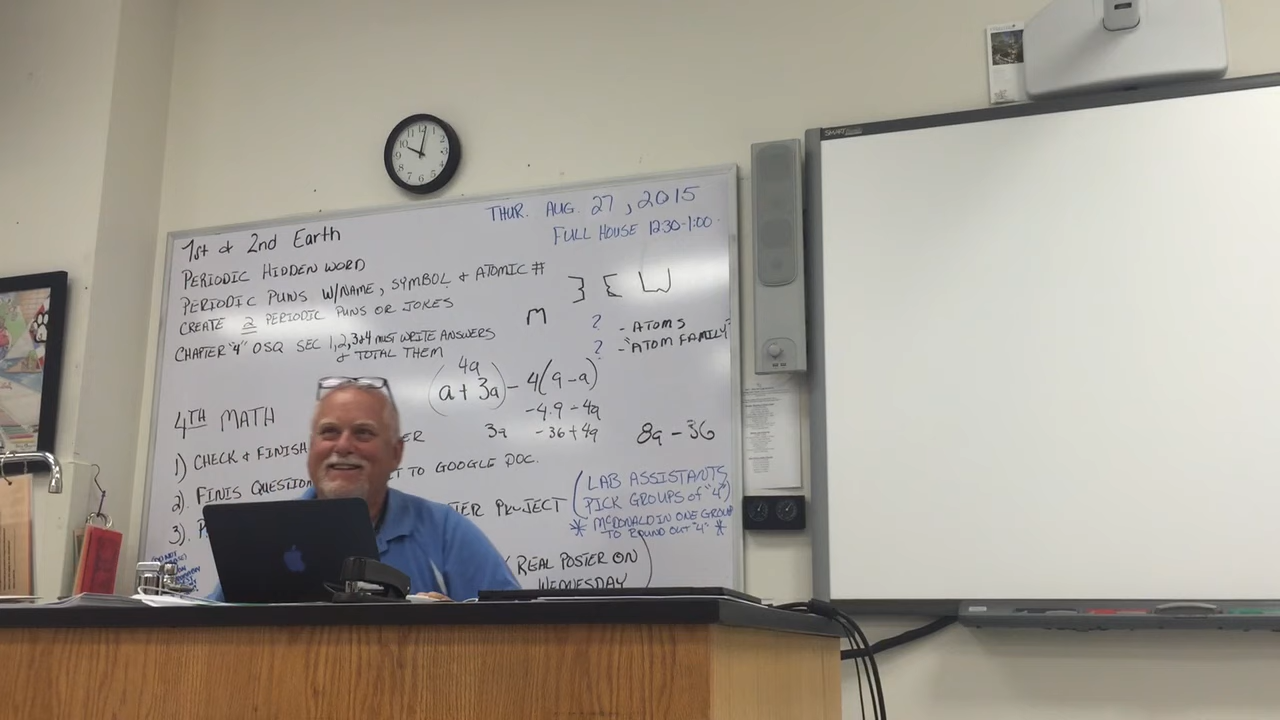 THUR. AUG. 27, 2015
FULL HOUSE 12:30-1:00
1st & 2nd Earth
PERIODIC HIDDEN WORD
PERIODIC PUNS W/NAME, SYMBOL & ATOMIC #
CREATE 2 PERIODIC PUNS OR JOKES
CHAPTER "4" OSQ SEC 1,2,3&4 MUST WRITE ANSWERS
& TOTAL THEM
M
? - ATOMS
? - "ATOM FAMILY"
4a
(a + 3a) - 4(9 - a)
-4·9 - 4a
3a - 36 + 4a
8a - 36
4TH MATH
1) CHECK & FINISH
2). FINIS QUESTION
TO GOOGLE DOC.
3).
PROJECT
(LAB ASSISTANTS
PICK GROUPS of "4")
* McDONALD IN ONE GROUP
TO ROUND OUT "4" *
(REAL POSTER ON
WEDNESDAY)
SMART